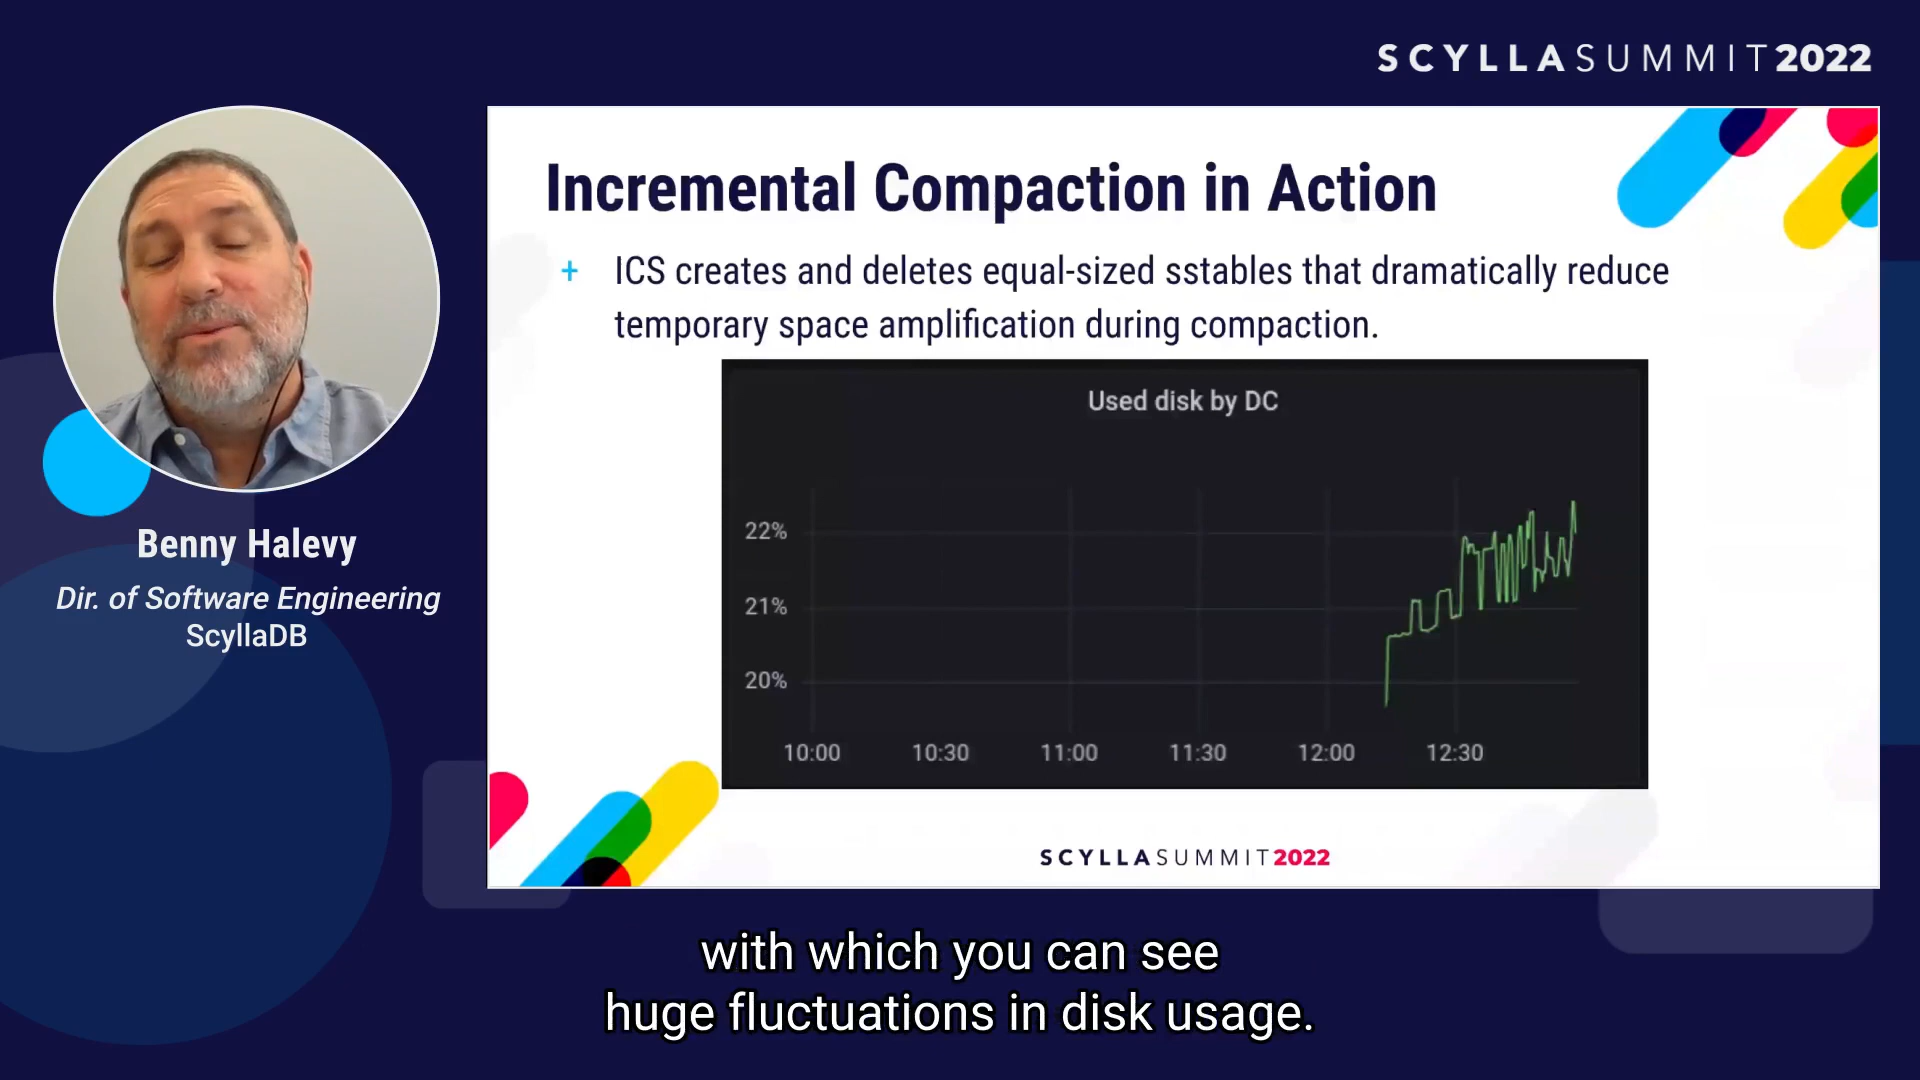 SCYLLASUMMIT2022
Incremental Compaction in Action
+ ICS creates and deletes equal-sized sstables that dramatically reduce
temporary space amplification during compaction.
Used disk by DC
22%
21%
20%
10:00 10:30 11:00 11:30 12:00 12:30
SCYLLASUMMIT2022
Benny Halevy
Dir. of Software Engineering
ScyllaDB
with which you can see
huge fluctuations in disk usage.